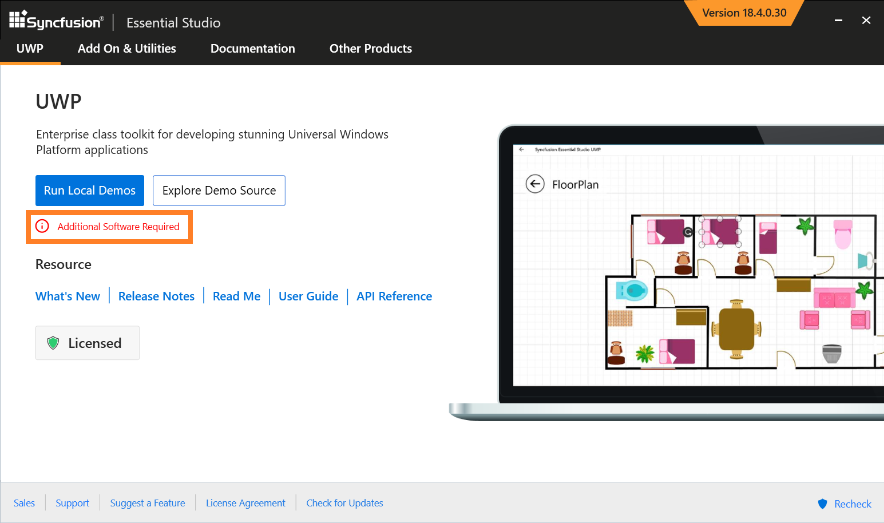 Syncfusion® | Essential Studio
Version 18.4.0.30
UWP Add On & Utilities Documentation Other Products
UWP
Enterprise class toolkit for developing stunning Universal Windows
Platform applications
Run Local Demos Explore Demo Source
Additional Software Required
Resource
What's New Release Notes Read Me User Guide API Reference
Licensed
Syncfusion Essential Studio UWP
FloorPlan
Sales Support Suggest a Feature License Agreement Check for Updates Recheck